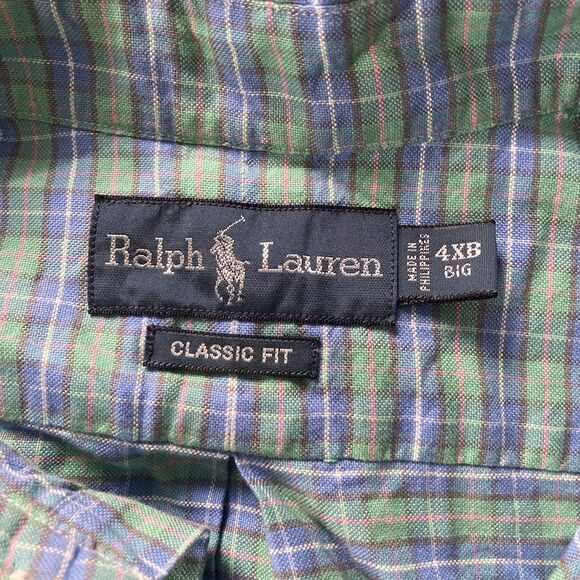 Ralph Lauren
MADE IN
PHILIPPINES
4XB
BIG
CLASSIC FIT